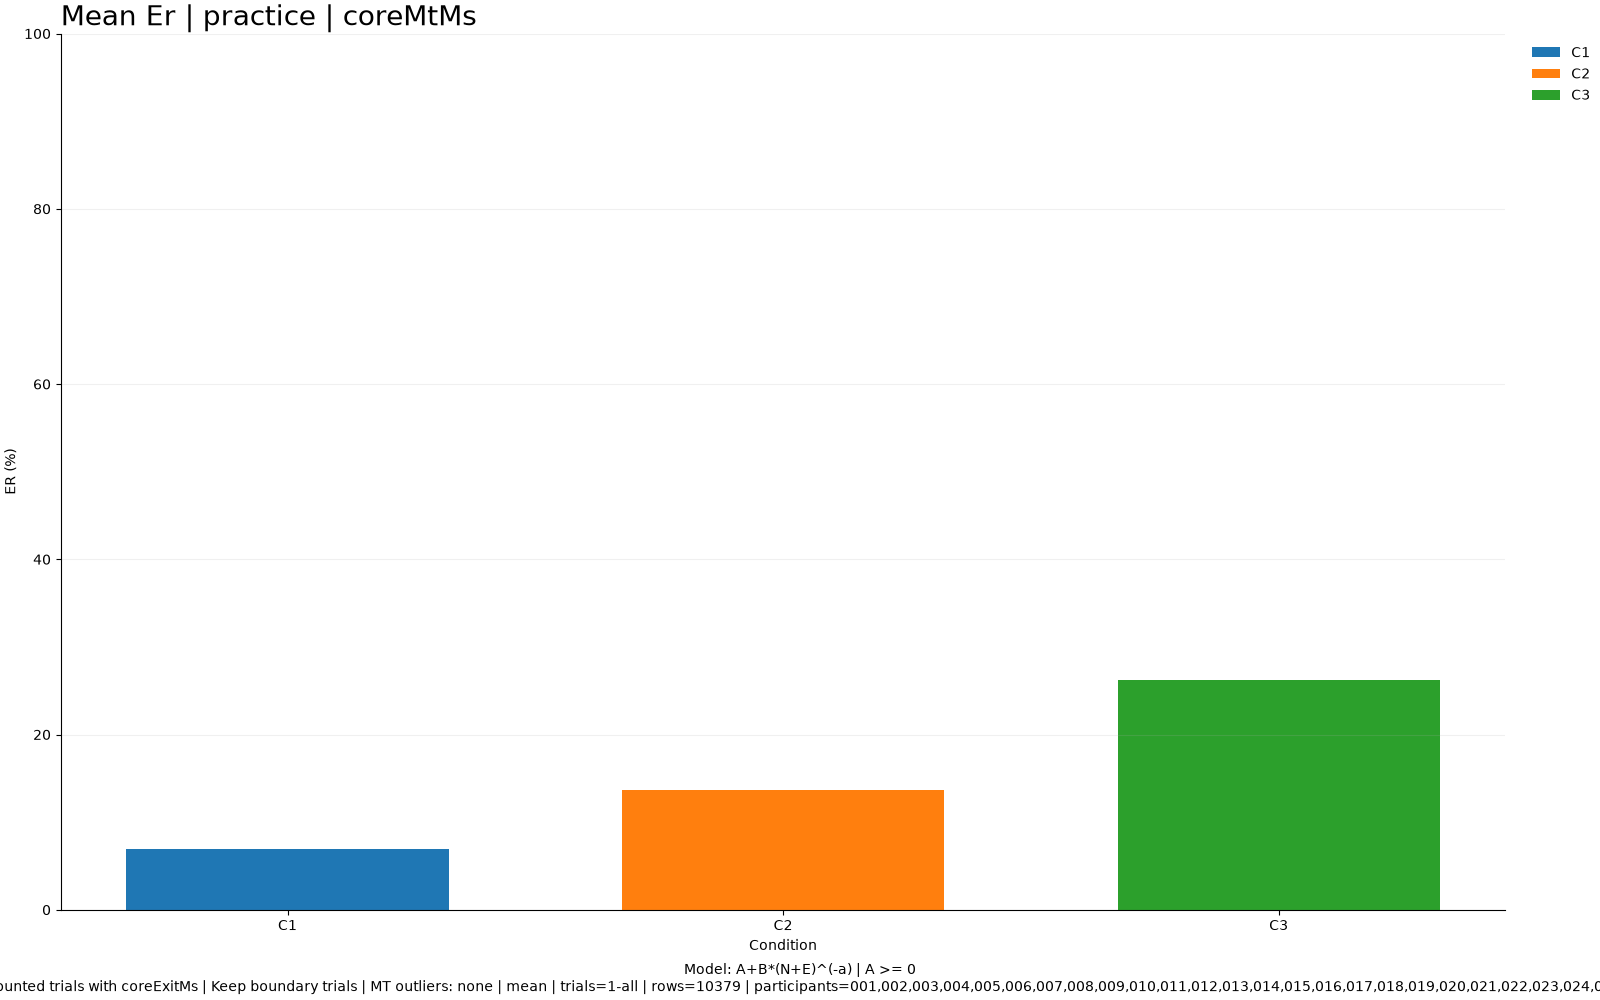 Mean Er | practice | coreMtMs
100
80
60
40
20
0
ER (%)
C1
C2
C3
C1
C2
C3
Condition
Model: A+B*(N+E)^(-a) | A >= 0
trials with coreExitMs | Keep boundary trials | MT outliers: none | mean | trials=1-all | rows=10379 | participants=001,002,003,004,005,006,007,008,009,010,011,012,013,014,015,016,017,018,019,020,021,022,023,024,